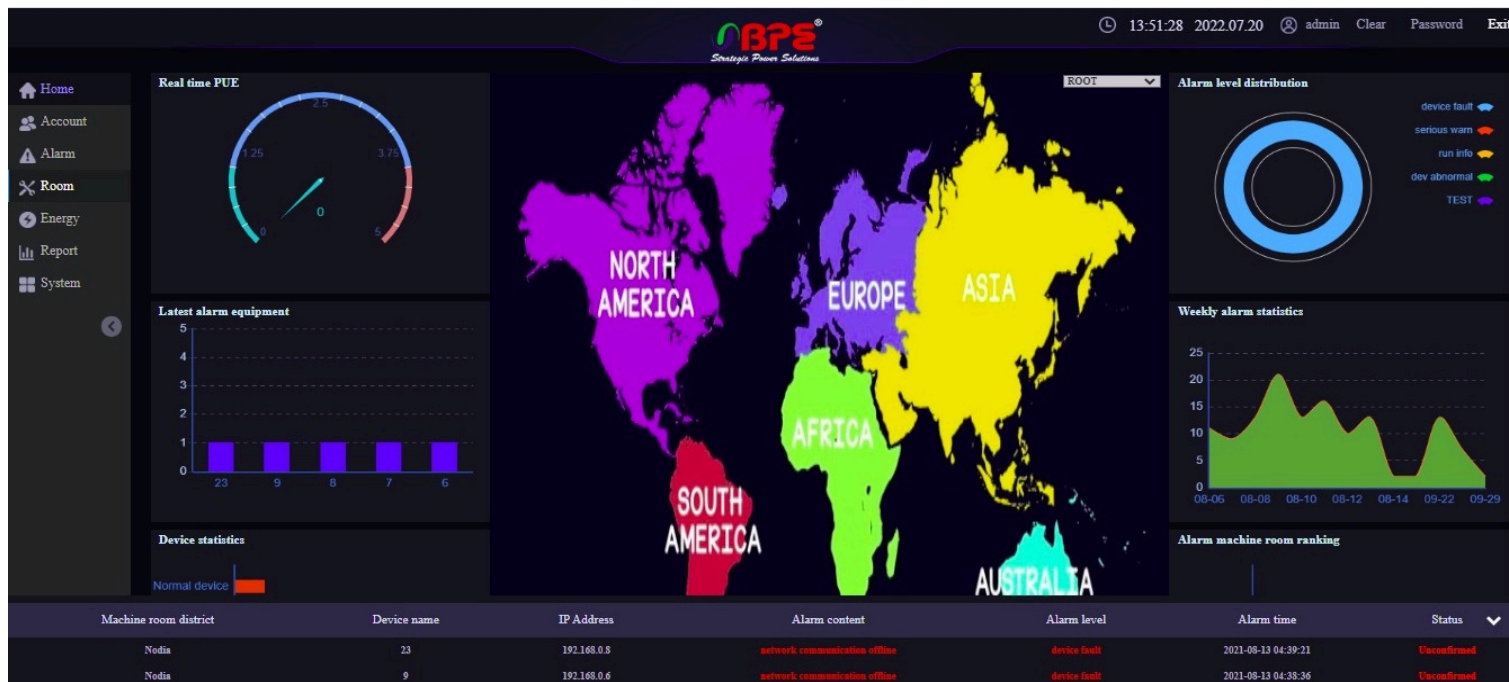 BPE®
Strategic Power Solutions
13:51:28 2022.07.20 admin Clear Password Exit
Home
Account
Alarm
Room
Energy
Report
System
Real time PUE
2.5
1.25 3.75
0
0 5
Latest alarm equipment
5
4
3
2
1
0
23 9 8 7 6
Device statistics
Normal device
ROOT
NORTH
AMERICA
EUROPE
ASIA
AFRICA
SOUTH
AMERICA
AUSTRALIA
Alarm level distribution
device fault
serious warn
run info
dev abnormal
TEST
Weekly alarm statistics
25
20
15
10
5
0
08-06 08-08 08-10 08-12 08-14 09-22 09-29
Alarm machine room ranking
Machine room district Device name IP Address Alarm content Alarm level Alarm time Status
Nodia 23 192.168.0.8 network communication offline device fault 2021-08-13 04:39:21 Unconfirmed
Nodia 9 192.168.0.6 network communication offline device fault 2021-08-13 04:38:36 Unconfirmed